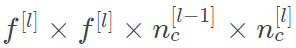 f^{[l]} × f^{[l]} × n_c^{[l−1]} × n_c^{[l]}